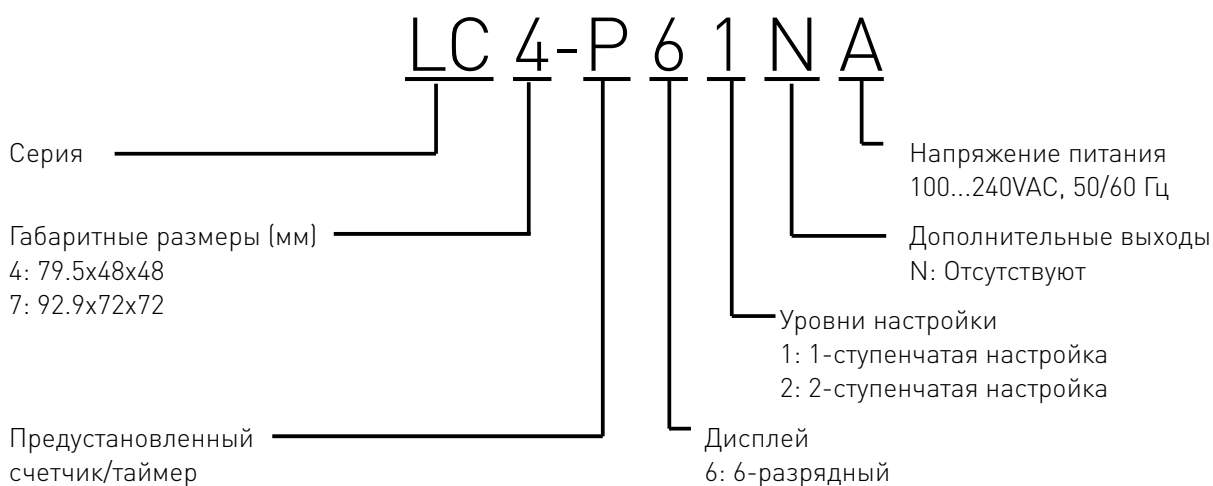 LC 4-P 6 1 N A
Серия
Напряжение питания
100...240VAC, 50/60 Гц
Габаритные размеры (мм)
4: 79.5x48x48
7: 92.9x72x72
Дополнительные выходы
N: Отсутствуют
Уровни настройки
1: 1-ступенчатая настройка
2: 2-ступенчатая настройка
Предустановленный
счетчик/таймер
Дисплей
6: 6-разрядный